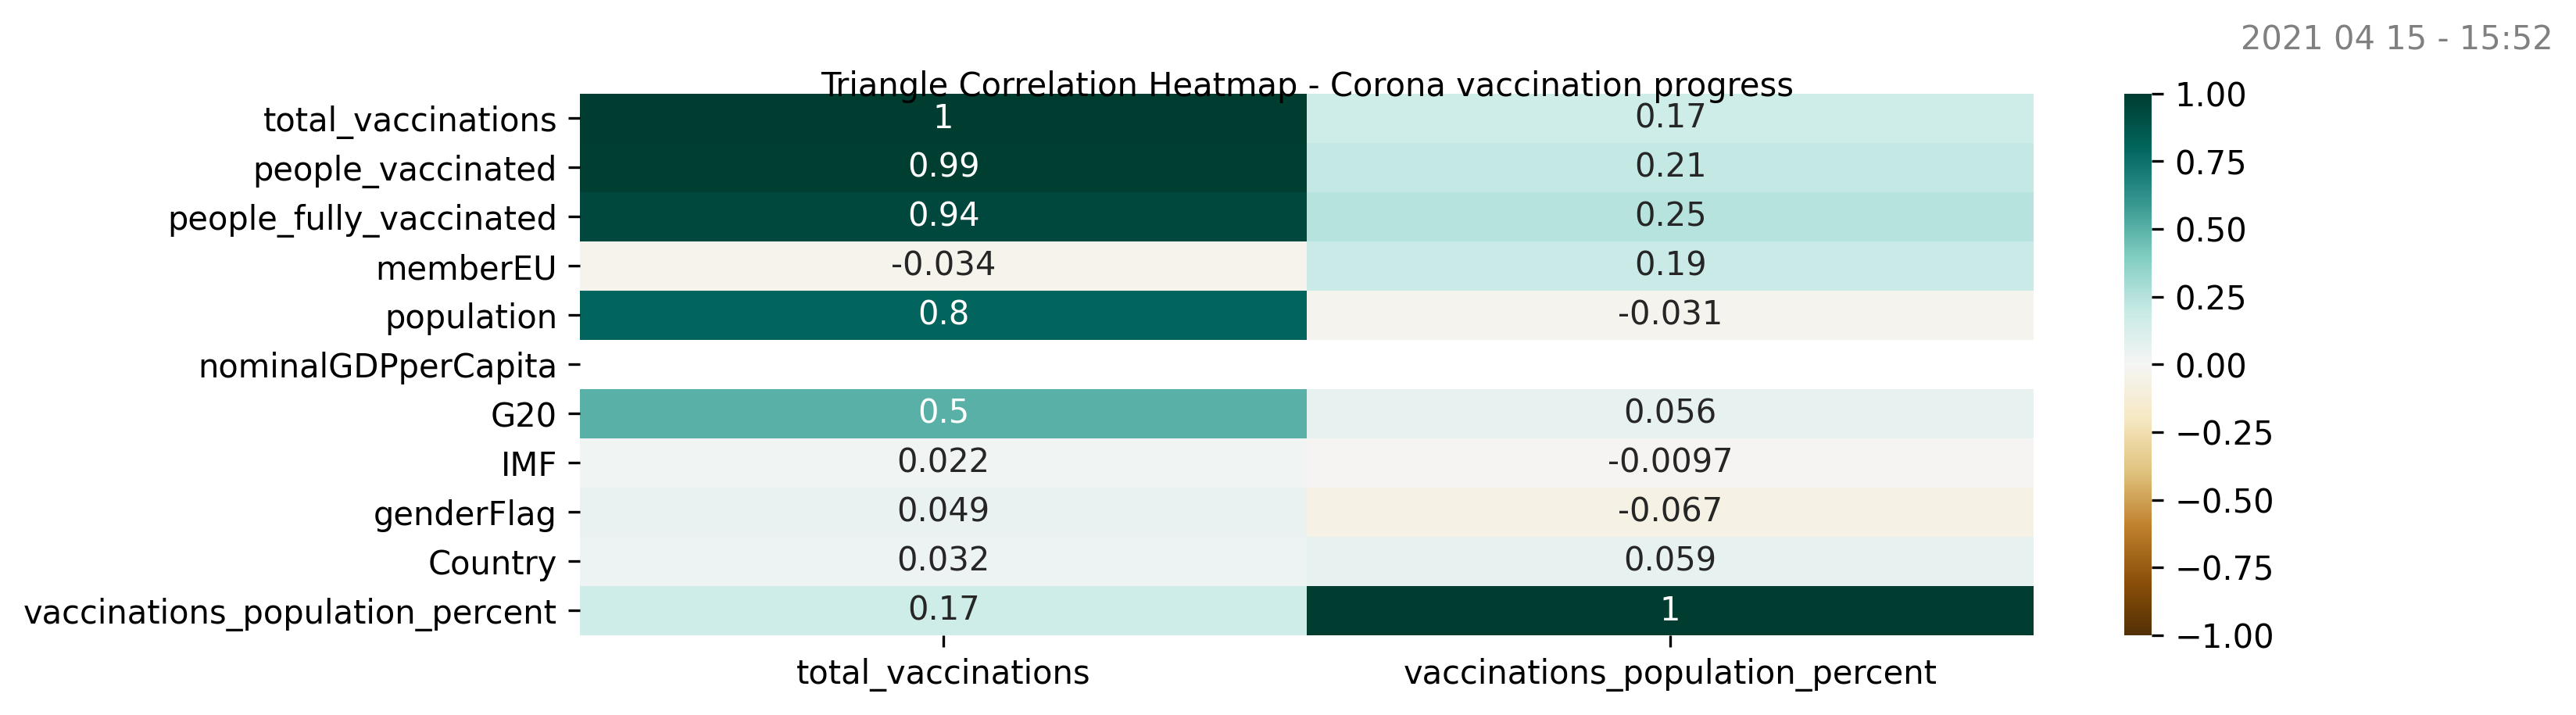 2021 04 15 - 15:52
Triangle Correlation Heatmap - Corona vaccination progress
total_vaccinations 1 0.17
people_vaccinated 0.99 0.21
people_fully_vaccinated 0.94 0.25
memberEU -0.034 0.19
population 0.8 -0.031
nominalGDPperCapita
G20 0.5 0.056
IMF 0.022 -0.0097
genderFlag 0.049 -0.067
Country 0.032 0.059
vaccinations_population_percent 0.17 1
total_vaccinations vaccinations_population_percent
1.00
0.75
0.50
0.25
0.00
−0.25
−0.50
−0.75
−1.00